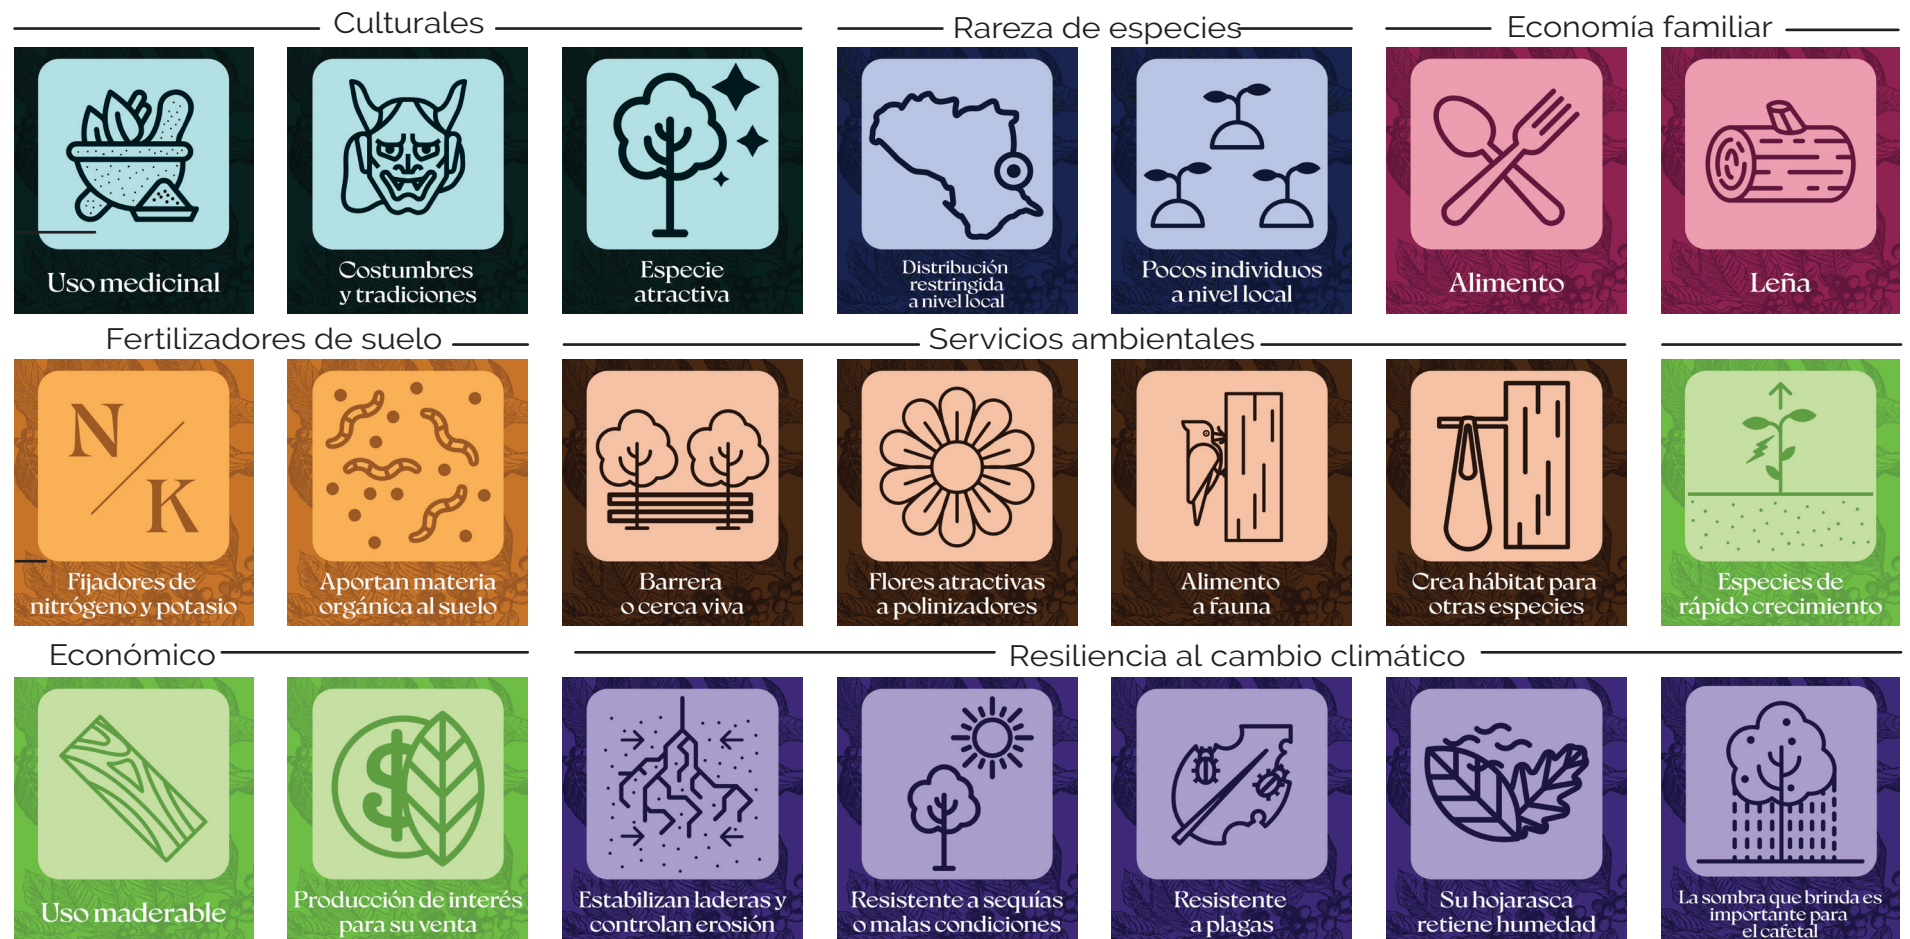 Culturales
Rareza de especies
Economía familiar
Uso medicinal
Costumbres
y tradiciones
Especie
atractiva
Distribución
restringida
a nivel local
Pocos individuos
a nivel local
Alimento
Leña
Fertilizadores de suelo
Servicios ambientales
N
K
Fijadores de
nitrógeno y potasio
Aportan materia
orgánica al suelo
Barrera
o cerca viva
Flores atractivas
a polinizadores
Alimento
a fauna
Crea hábitat para
otras especies
Especies de
rápido crecimiento
Económico
Resiliencia al cambio climático
Uso maderable
$
Producción de interés
para su venta
Estabilizan laderas y
controlan erosión
Resistente a sequías
o malas condiciones
Resistente
a plagas
Su hojarasca
retiene humedad
La sombra que brinda es
importante para
el cafetal